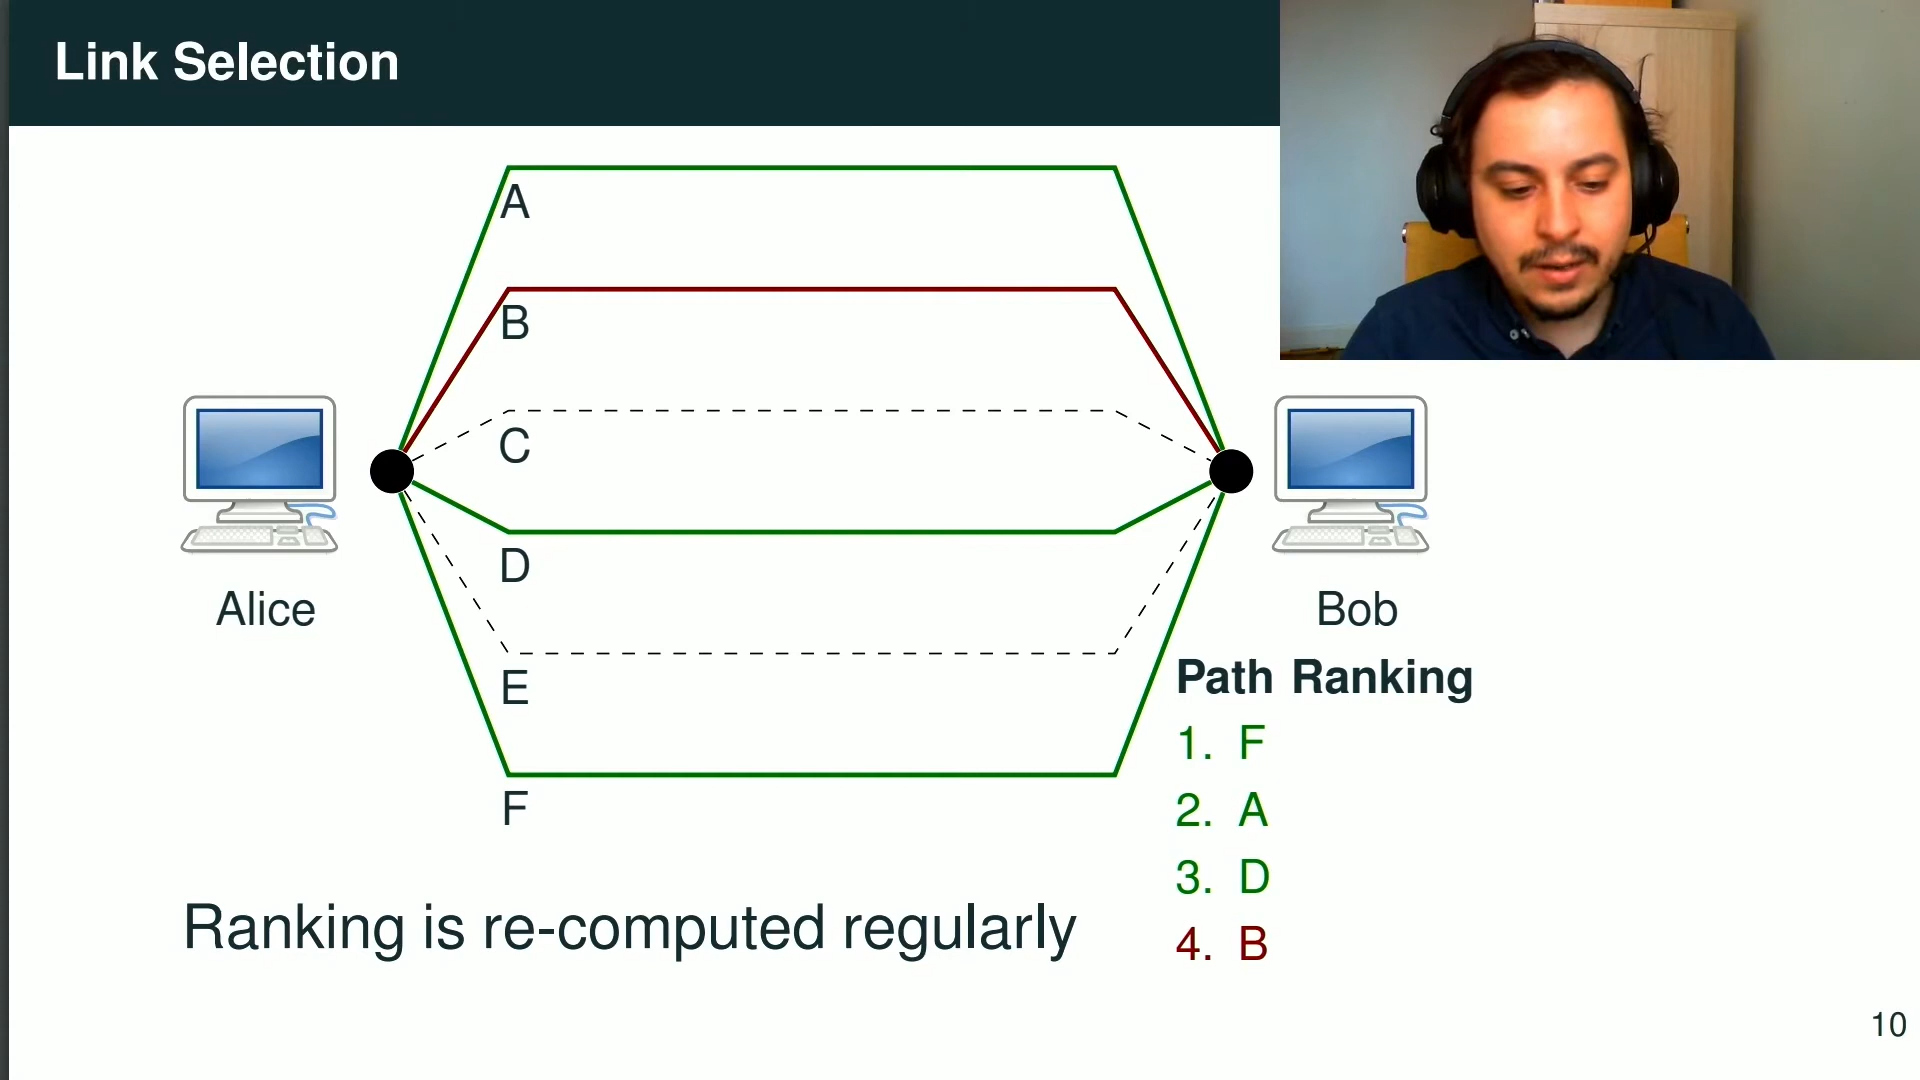 Link Selection
A
B
C
D
E
F
Alice
Bob
Path Ranking
1. F
2. A
3. D
4. B
Ranking is re-computed regularly
10